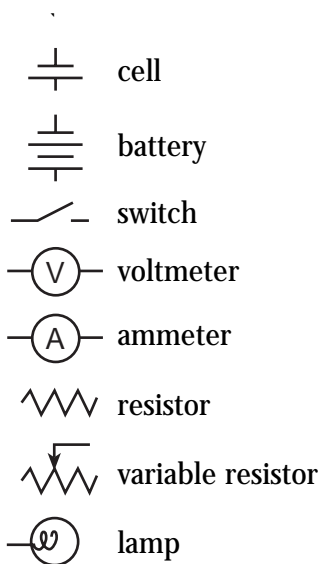 cell
battery
switch
V voltmeter
A ammeter
resistor
variable resistor
lamp